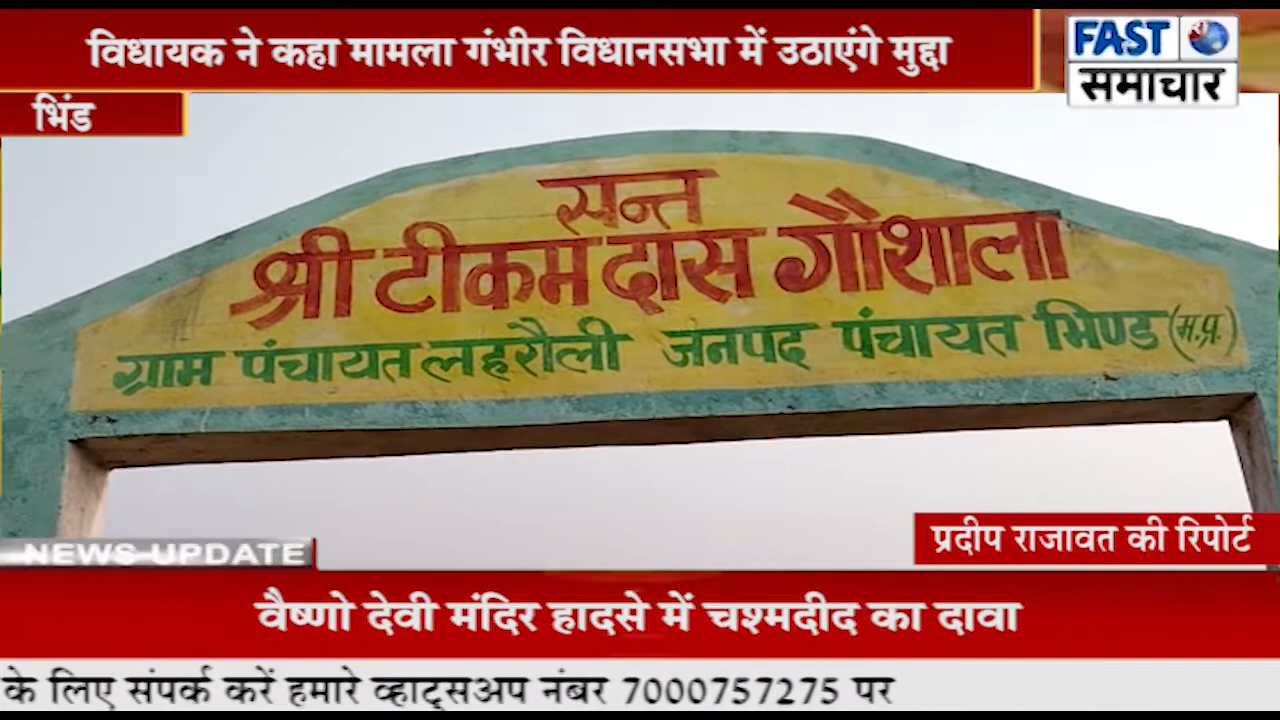 विधायक ने कहा मामला गंभीर विधानसभा में उठाएंगे मुद्दा
FAST
समाचार
भिंड
सन्त
श्री टीकम दास गौशाला
ग्राम पंचायत लहरौली जनपद पंचायत भिण्ड (म.प्र.)
प्रदीप राजावत की रिपोर्ट
NEWS UPDATE
वैष्णो देवी मंदिर हादसे में चश्मदीद का दावा
के लिए संपर्क करें हमारे व्हाट्सअप नंबर 7000757275 पर